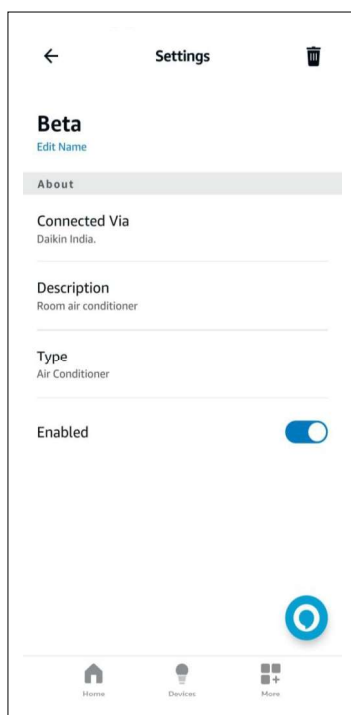 Settings
Beta
Edit Name
About
Connected Via
Daikin India.
Description
Room air conditioner
Type
Air Conditioner
Enabled
Home
Devices
More